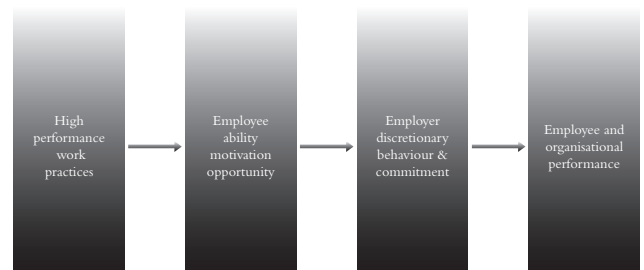 High
performance
work
practices
Employee
ability
motivation
opportunity
Employer
discretionary
behaviour &
commitment
Employee and
organisational
performance